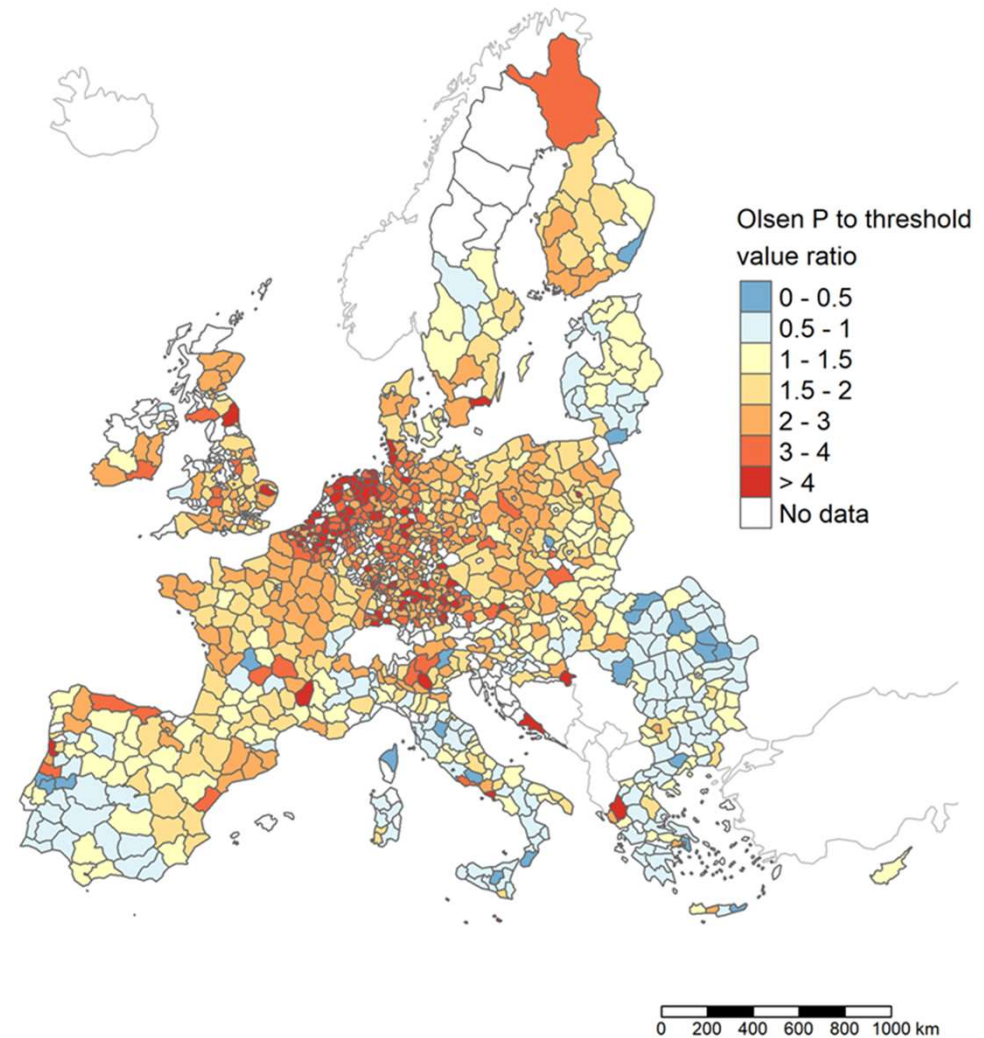 Olsen P to threshold
value ratio
0 - 0.5
0.5 - 1
1 - 1.5
1.5 - 2
2 - 3
3 - 4
> 4
No data
0 200 400 600 800 1000 km